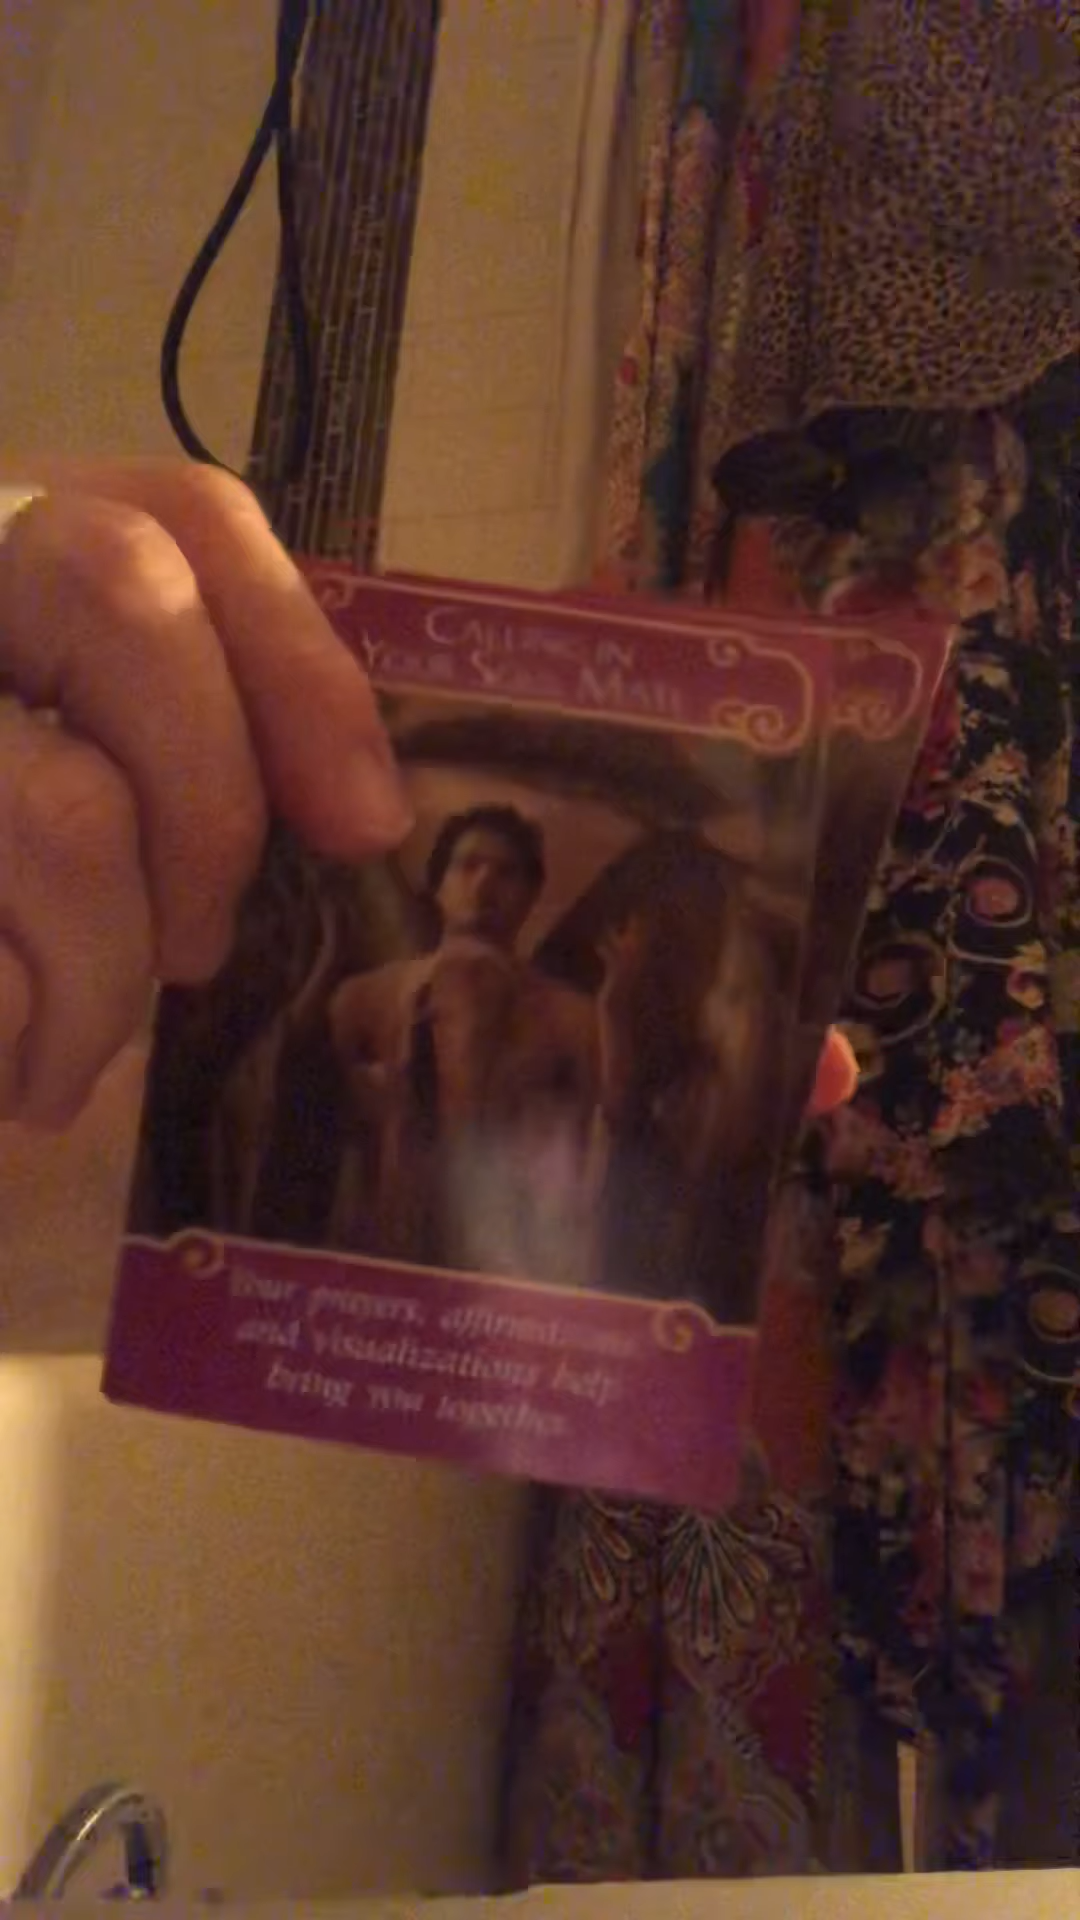 CALLING IN
YOUR SOUL MATE
Your prayers, affirmations,
and visualizations help
bring you together.